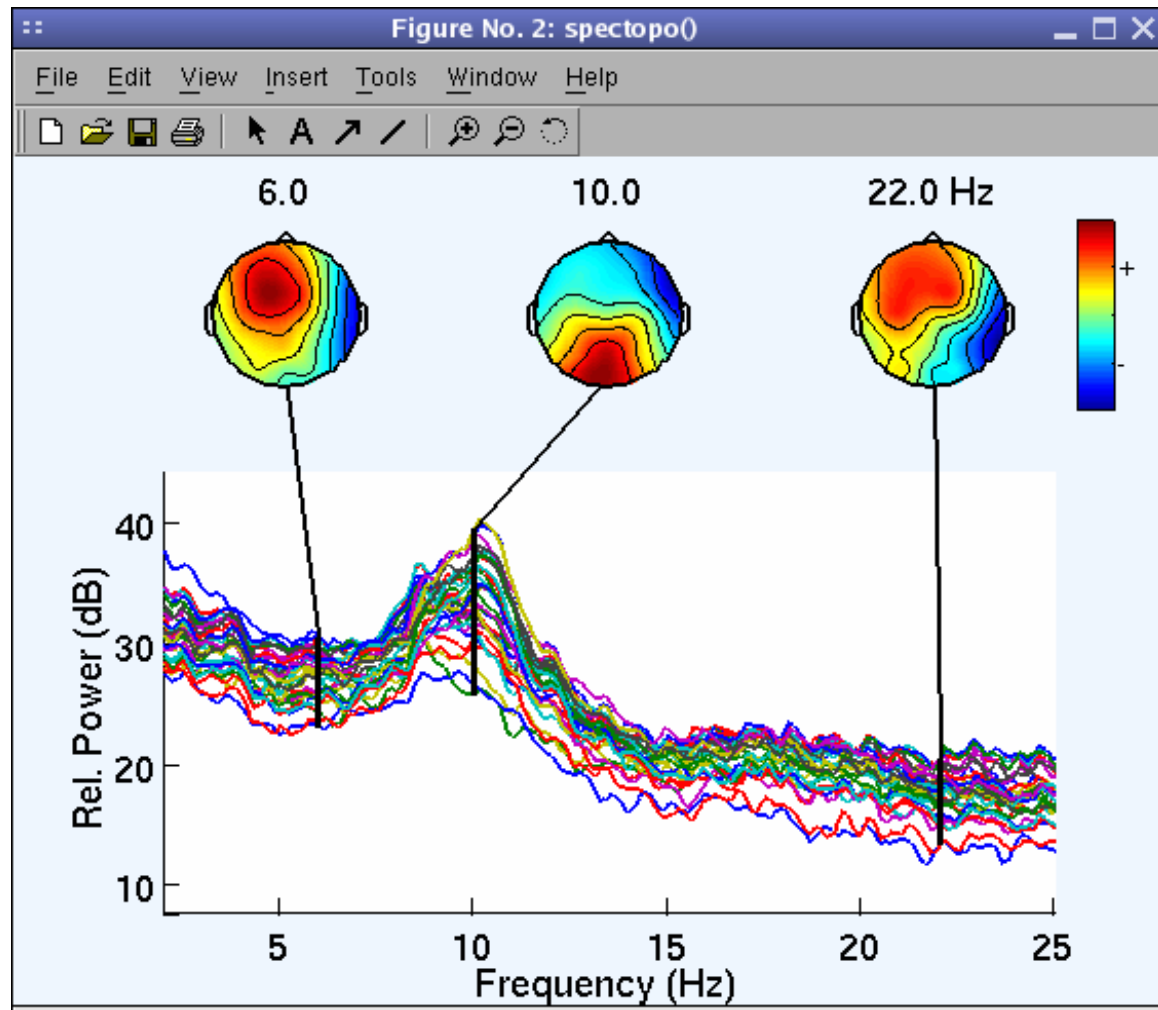 Figure No. 2: spectopo()
File Edit View Insert Tools Window Help
A
6.0 10.0 22.0 Hz
+
-
40
30
20
10
Rel. Power (dB)
5 10 15 20 25
Frequency (Hz)